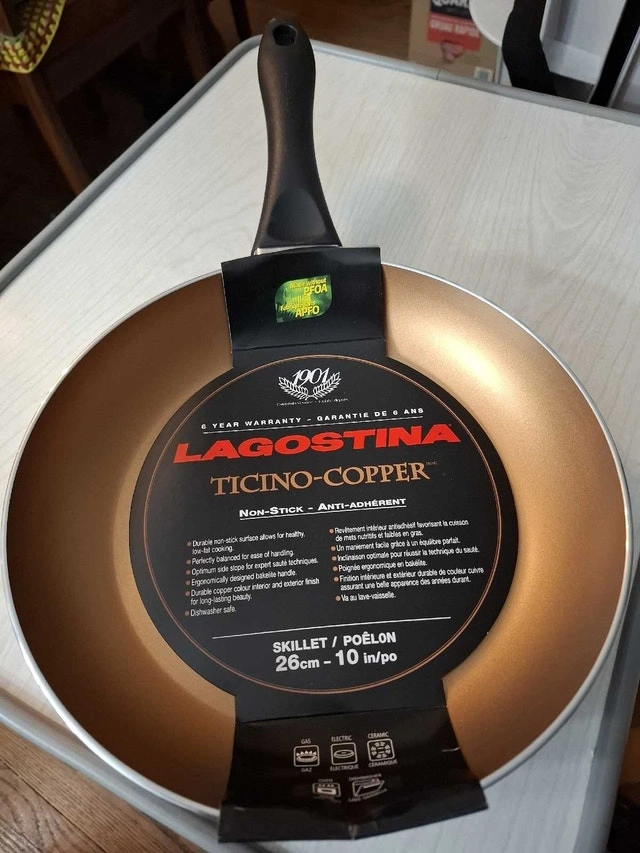 QUAR
Made without
PFOA
APFO
1901
6 YEAR WARRANTY - GARANTIE DE 6 ANS
LAGOSTINA
TICINO-COPPER
NON-STICK - ANTI-ADHÉRENT
• Durable non-stick surface allows for healthy,
low-fat cooking.
• Perfectly balanced for ease of handling.
• Optimum side slope for expert sauté techniques.
• Ergonomically designed bakelite handle.
• Durable copper colour interior and exterior finish
for long-lasting beauty.
• Dishwasher safe.
• Revêtement intérieur antiadhésif favorisant la cuisson
de mets nutritifs et faibles en gras.
• Un maniement facile grâce à un équilibre parfait.
• Inclinaison optimale pour réussir la technique du sauté.
• Poignée ergonomique en bakélite.
• Finition intérieure et extérieur durable de couleur cuivre
assurant une belle apparence des années durant.
• Va au lave-vaisselle.
SKILLET / POÊLON
26cm - 10 in/po
GAS ELECTRIC CERAMIC
GAZ ÉLECTRIQUE CÉRAMIQUE